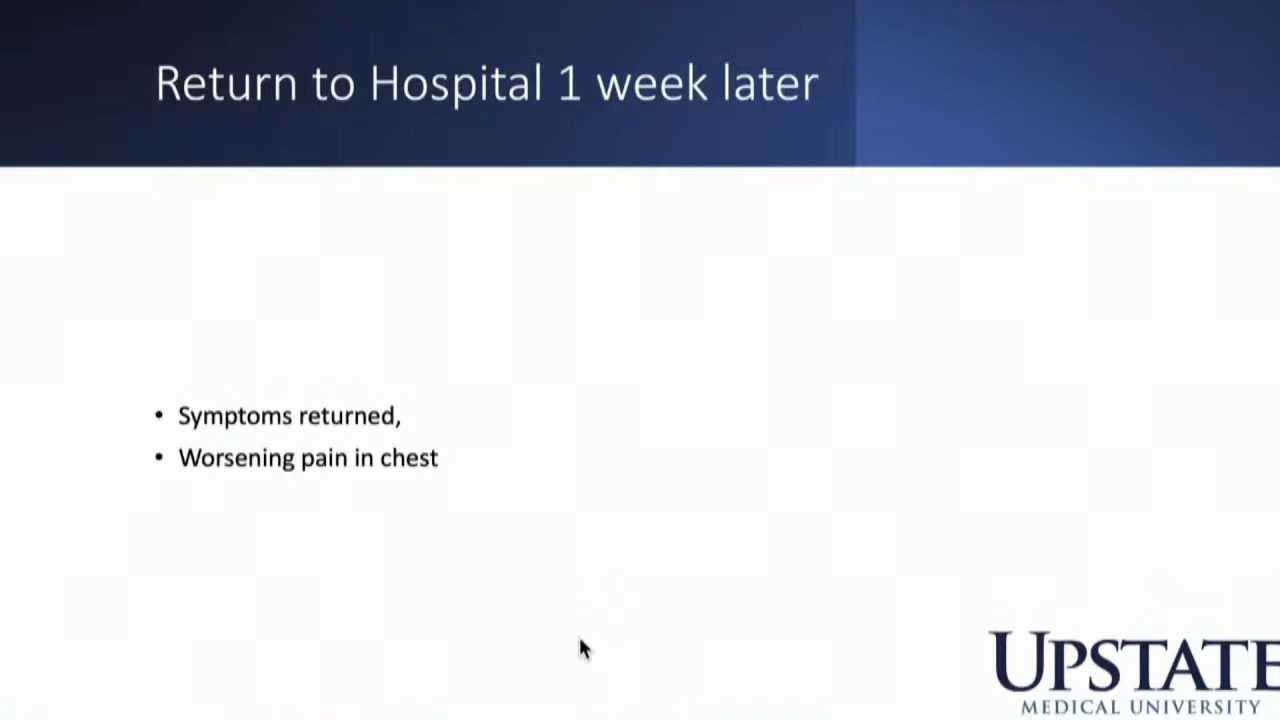 Return to Hospital 1 week later
• Symptoms returned,
• Worsening pain in chest
UPSTATE
MEDICAL UNIVERSITY